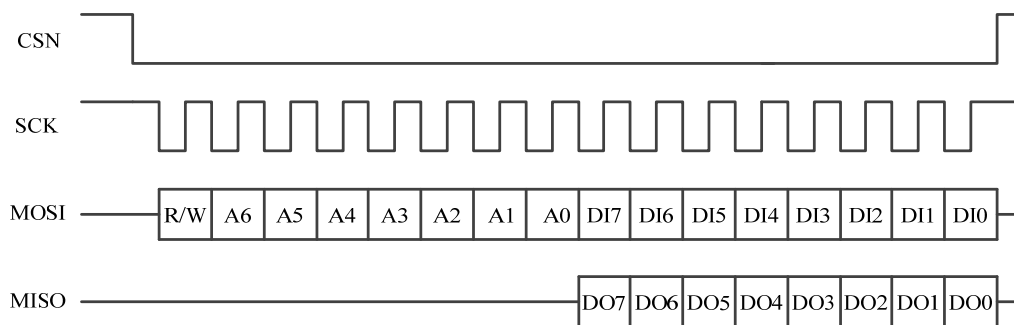 CSN
SCK
MOSI R/W A6 A5 A4 A3 A2 A1 A0 DI7 DI6 DI5 DI4 DI3 DI2 DI1 DI0
MISO DO7 DO6 DO5 DO4 DO3 DO2 DO1 DO0